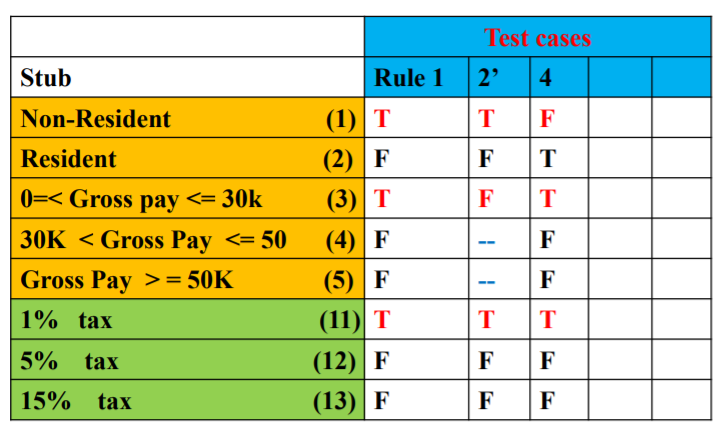 Test cases
Stub Rule 1 2’ 4
Non-Resident (1) T T F
Resident (2) F F T
0=< Gross pay <= 30k (3) T F T
30K < Gross Pay <= 50 (4) F -- F
Gross Pay > = 50K (5) F -- F
1% tax (11) T T T
5% tax (12) F F F
15% tax (13) F F F